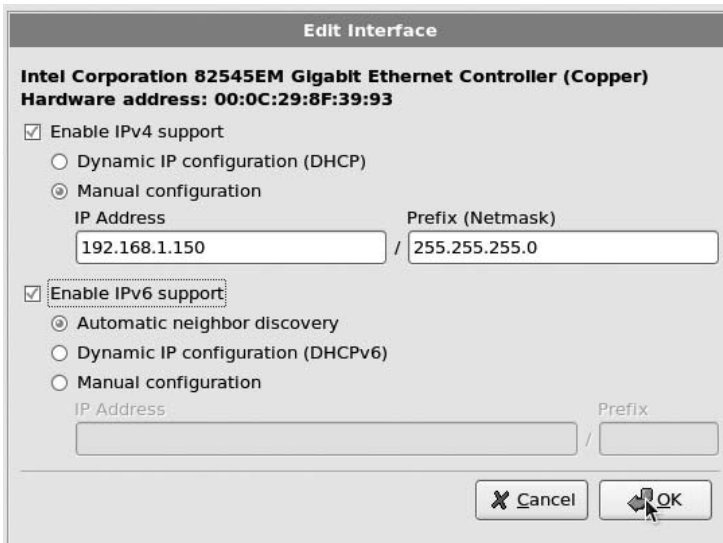 Edit Interface
Intel Corporation 82545EM Gigabit Ethernet Controller (Copper)
Hardware address: 00:0C:29:8F:39:93
Enable IPv4 support
Dynamic IP configuration (DHCP)
Manual configuration
IP Address Prefix (Netmask)
192.168.1.150 / 255.255.255.0
Enable IPv6 support
Automatic neighbor discovery
Dynamic IP configuration (DHCPv6)
Manual configuration
IP Address Prefix
/
Cancel OK